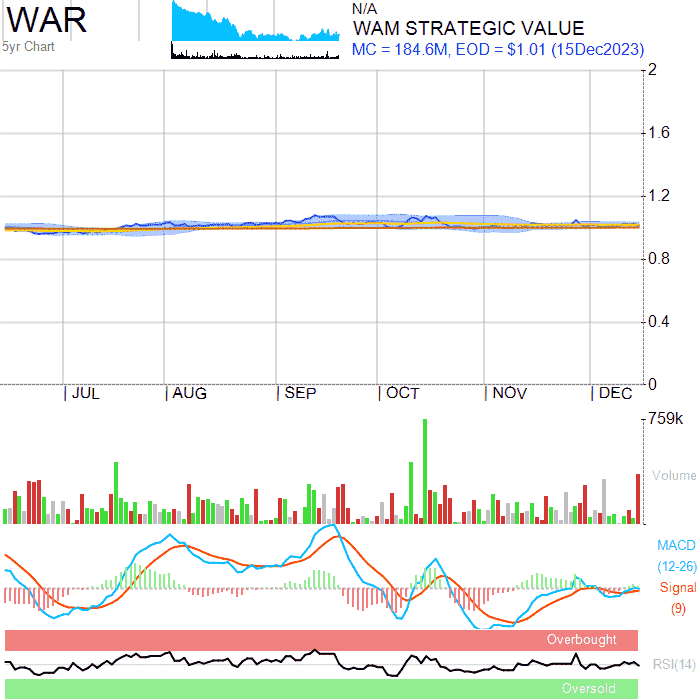 WAR
5yr Chart
N/A
WAM STRATEGIC VALUE
MC = 184.6M, EOD = $1.01 (15Dec2023)
2
1.6
1.2
0.8
0.4
0
JUL AUG SEP OCT NOV DEC
759k
Volume
MACD
(12-26)
Signal
(9)
Overbought
RSI(14)
Oversold